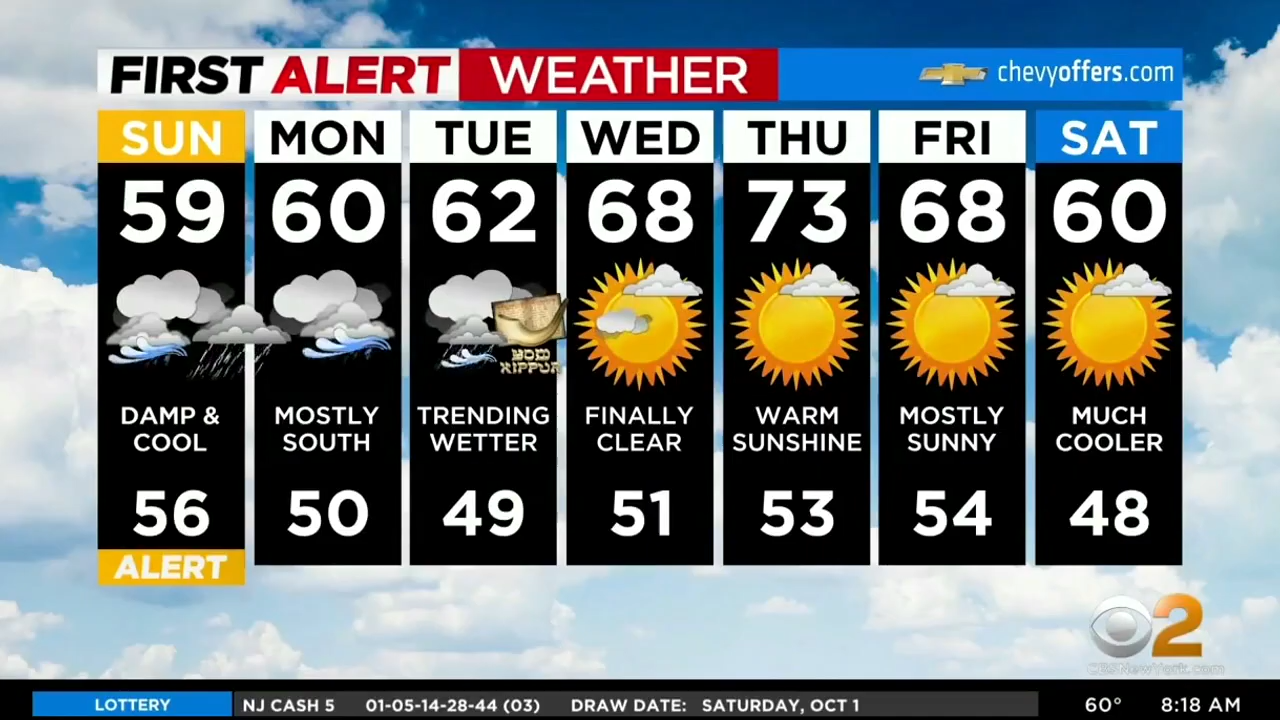 FIRST ALERT WEATHER
chevyoffers.com
SUN MON TUE WED THU FRI SAT
59 60 62 68 73 68 60
YOM
KIPPUR
DAMP & MOSTLY TRENDING FINALLY WARM MOSTLY MUCH
COOL SOUTH WETTER CLEAR SUNSHINE SUNNY COOLER
56 50 49 51 53 54 48
ALERT
2
CBSNewYork.com
LOTTERY NJ CASH 5 01-05-14-28-44 (03) DRAW DATE: SATURDAY, OCT 1 60° 8:18 AM